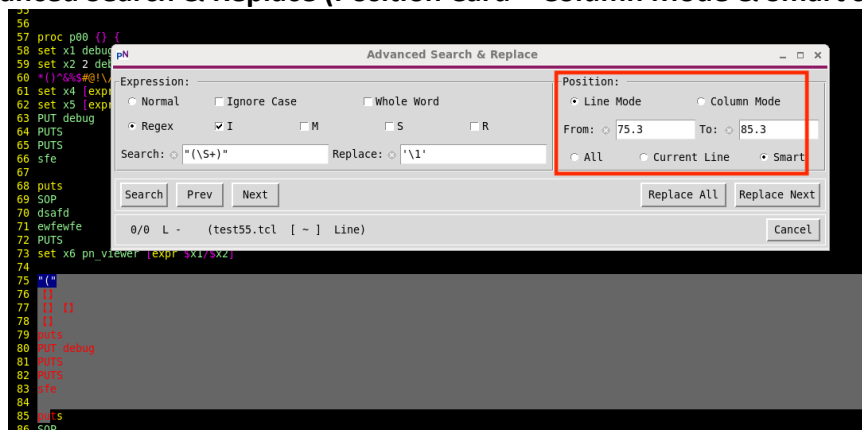 56
57 proc p00 {} {
58 set x1 debug
59 set x2 2 deb
60 *()^&%$#@!\/
61 set x4 [expr
62 set x5 [expr
63 PUT debug
64 PUTS
65 PUTS
66 sfe
67
68 puts
69 SOP
70 dsafd
71 ewfewfe
72 PUTS
73 set x6 pn_viewer [expr $x1/$x2]
74
75 "("
76 []
77 [] []
78 []
79 puts
80 PUT debug
81 PUTS
82 PUTS
83 sfe
84
85 puts
86 SOP
pN Advanced Search & Replace
Expression:
Normal Ignore Case Whole Word
Regex I M S R
Search: "(\S+)" Replace: '\1'
Position:
Line Mode Column Mode
From: 75.3 To: 85.3
All Current Line Smart
Search Prev Next Replace All Replace Next
0/0 L - (test55.tcl [ ~ ] Line) Cancel